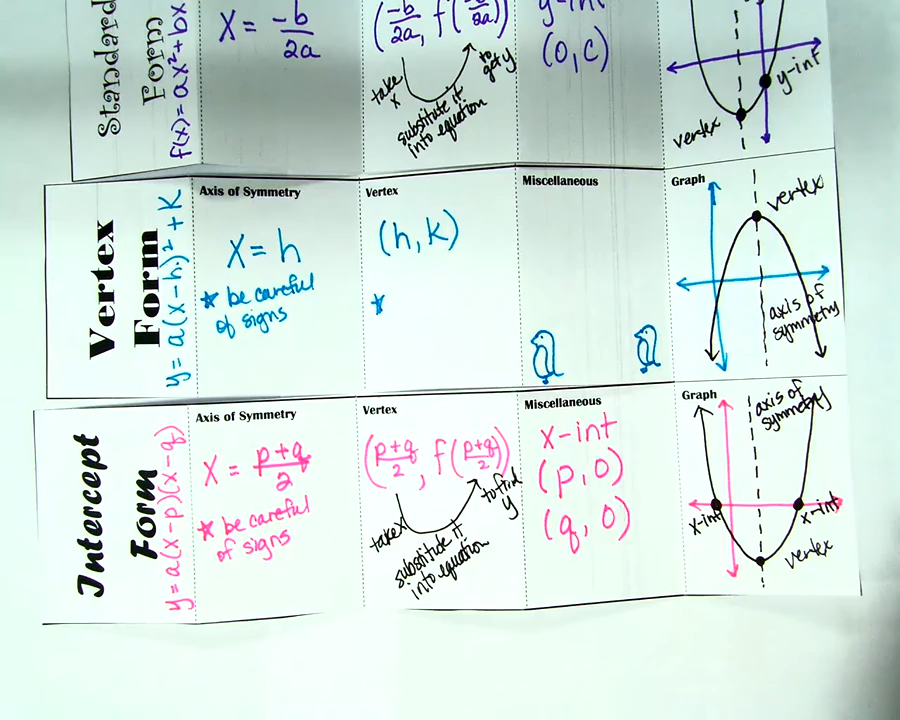 Standard
Form
f(x) = ax² + bx
x = -b/2a
(-b/2a, f(-b/2a))
take
x
substitute it
into equation
to
get y
y-int
(0, c)
y-int
vertex
Vertex
Form
y = a(x-h)² + K
Axis of Symmetry
x = h
* be careful
of signs
Vertex
(h, k)
*
Miscellaneous
Graph
vertex
axis of
symmetry
Intercept
Form
y = a(x-p)(x-q)
Axis of Symmetry
x = p+q/2
* be careful
of signs
Vertex
(p+q/2, f(p+q/2))
take x
substitute it
into equation
to find
y
Miscellaneous
x-int
(p, 0)
(q, 0)
Graph
axis of
symmetry
x-int
x-int
vertex